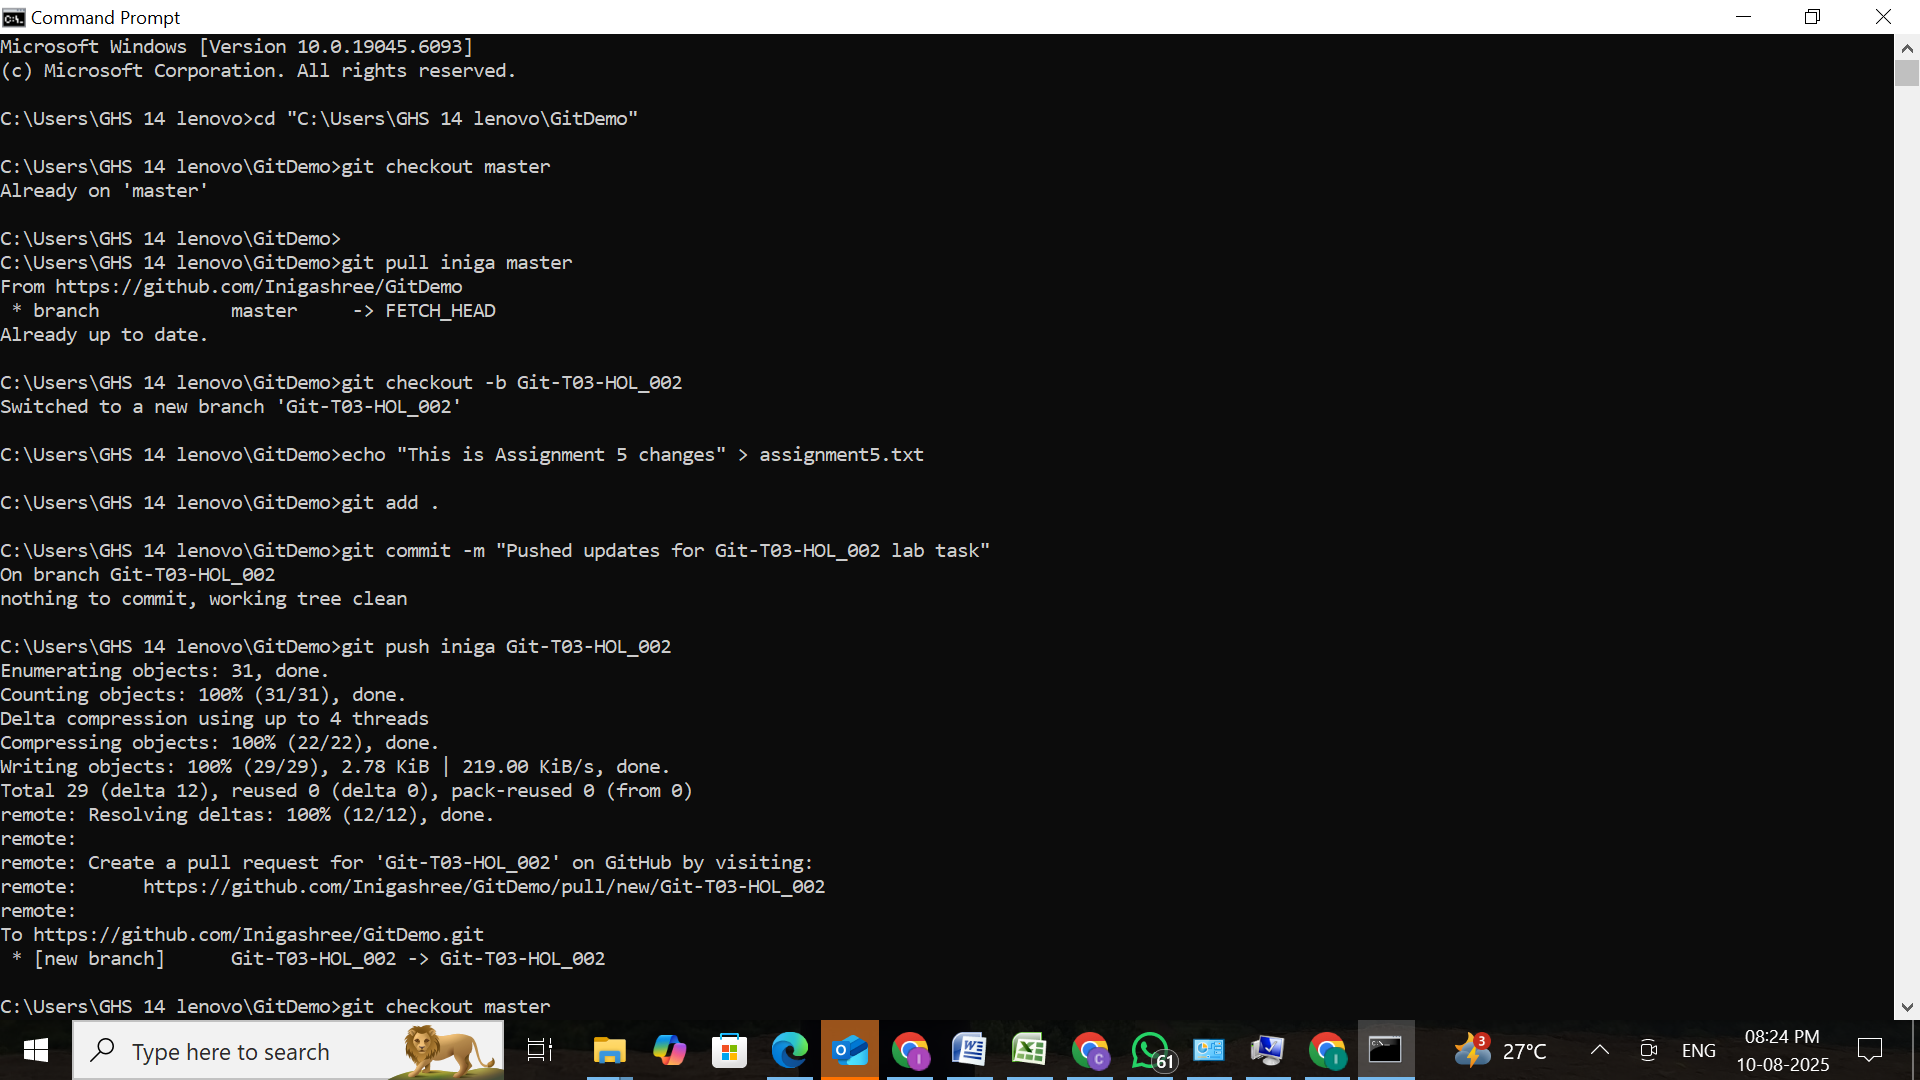 Command Prompt
Microsoft Windows [Version 10.0.19045.6093]
(c) Microsoft Corporation. All rights reserved.
C:\Users\GHS 14 lenovo>cd "C:\Users\GHS 14 lenovo\GitDemo"
C:\Users\GHS 14 lenovo\GitDemo>git checkout master
Already on 'master'
C:\Users\GHS 14 lenovo\GitDemo>
C:\Users\GHS 14 lenovo\GitDemo>git pull iniga master
From https://github.com/Inigashree/GitDemo
 * branch            master     -> FETCH_HEAD
Already up to date.
C:\Users\GHS 14 lenovo\GitDemo>git checkout -b Git-T03-HOL_002
Switched to a new branch 'Git-T03-HOL_002'
C:\Users\GHS 14 lenovo\GitDemo>echo "This is Assignment 5 changes" > assignment5.txt
C:\Users\GHS 14 lenovo\GitDemo>git add .
C:\Users\GHS 14 lenovo\GitDemo>git commit -m "Pushed updates for Git-T03-HOL_002 lab task"
On branch Git-T03-HOL_002
nothing to commit, working tree clean
C:\Users\GHS 14 lenovo\GitDemo>git push iniga Git-T03-HOL_002
Enumerating objects: 31, done.
Counting objects: 100% (31/31), done.
Delta compression using up to 4 threads
Compressing objects: 100% (22/22), done.
Writing objects: 100% (29/29), 2.78 KiB | 219.00 KiB/s, done.
Total 29 (delta 12), reused 0 (delta 0), pack-reused 0 (from 0)
remote: Resolving deltas: 100% (12/12), done.
remote:
remote: Create a pull request for 'Git-T03-HOL_002' on GitHub by visiting:
remote:      https://github.com/Inigashree/GitDemo/pull/new/Git-T03-HOL_002
remote:
To https://github.com/Inigashree/GitDemo.git
 * [new branch]      Git-T03-HOL_002 -> Git-T03-HOL_002
C:\Users\GHS 14 lenovo\GitDemo>git checkout master
Type here to search
61
3
27°C
ENG
08:24 PM
10-08-2025